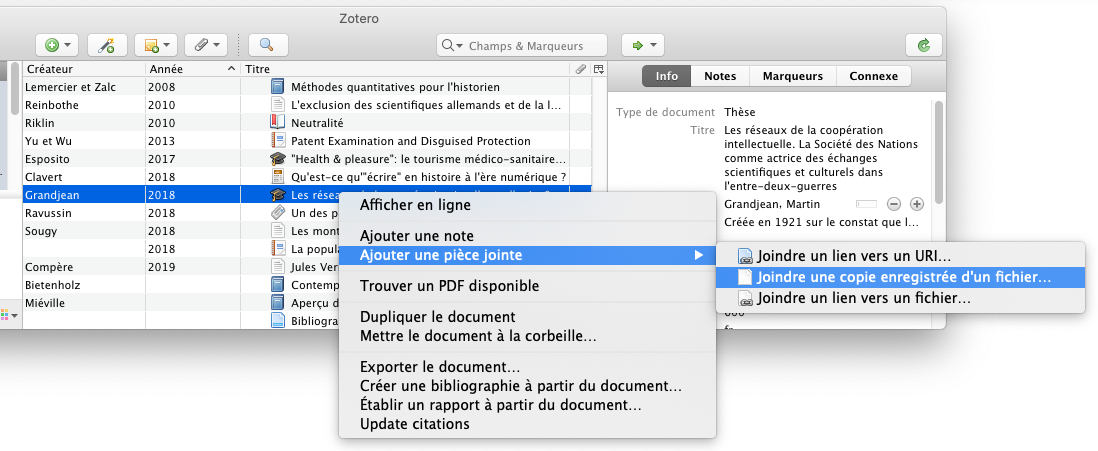 Zotero
Champs & Marqueurs
Créateur Année Titre
Lemercier et Zalc 2008 Méthodes quantitatives pour l'historien
Reinbothe 2010 L'exclusion des scientifiques allemands et de la l...
Riklin 2010 Neutralité
Yu et Wu 2013 Patent Examination and Disguised Protection
Esposito 2017 "Health & pleasure": le tourisme médico-sanitaire...
Clavert 2018 Qu'est-ce qu'"écrire" en histoire à l'ère numérique ?
Grandjean 2018 Les rése
Ravussin 2018 Un des p
Sougy 2018 Les mont
2018 La popula
Compère 2019 Jules Ver
Bietenholz Contemp
Miéville Aperçu d
Bibliogra
Info Notes Marqueurs Connexe
Type de document Thèse
Titre Les réseaux de la coopération
intellectuelle. La Société des Nations
comme actrice des échanges
scientifiques et culturels dans
l'entre-deux-guerres
Grandjean, Martin
Créée en 1921 sur le constat que l...
Afficher en ligne
Ajouter une note
Ajouter une pièce jointe
Trouver un PDF disponible
Dupliquer le document
Mettre le document à la corbeille...
Exporter le document...
Créer une bibliographie à partir du document...
Établir un rapport à partir du document...
Update citations
Joindre un lien vers un URI...
Joindre une copie enregistrée d'un fichier...
Joindre un lien vers un fichier...